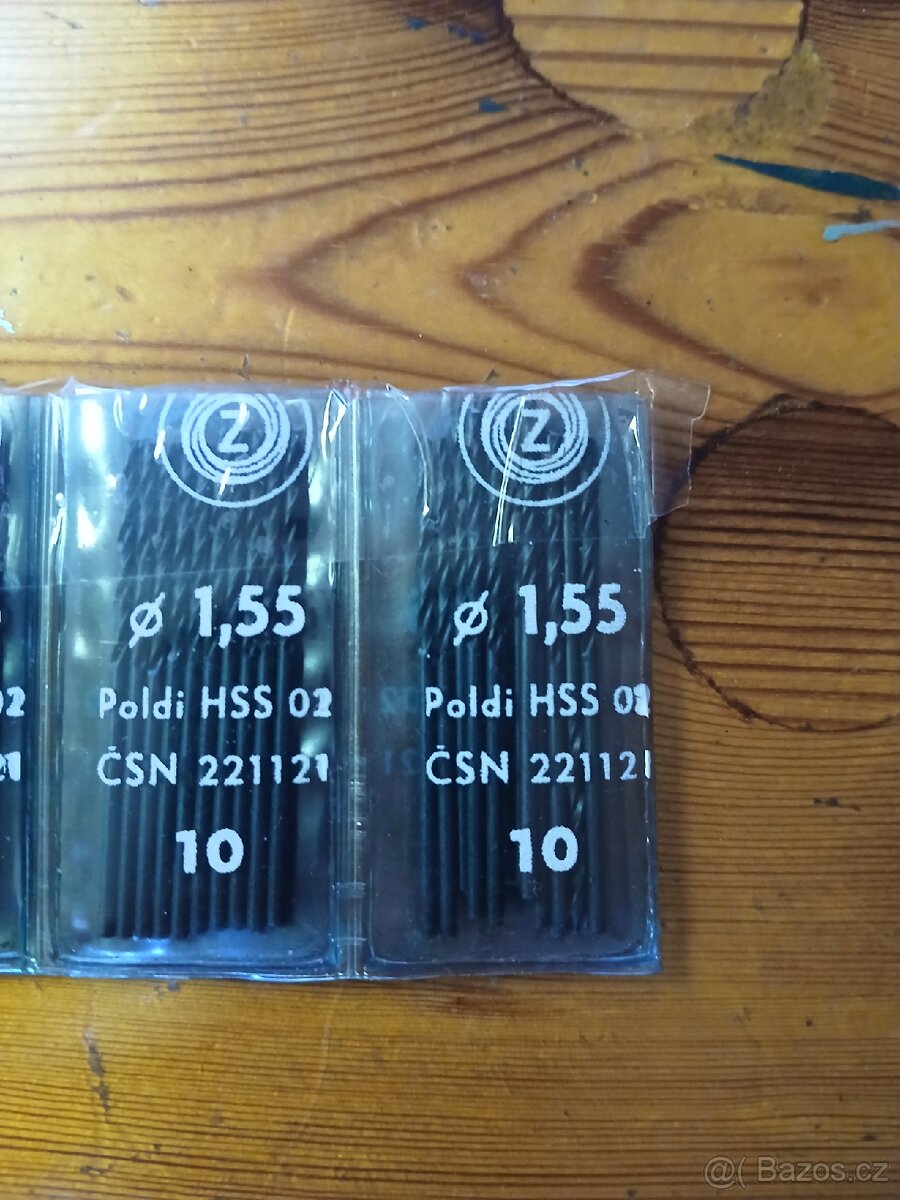 Z
Z
ø 1,55
ø 1,55
Poldi HSS 02
Poldi HSS 02
ČSN 221121
ČSN 221121
10
10
@( Bazos.cz